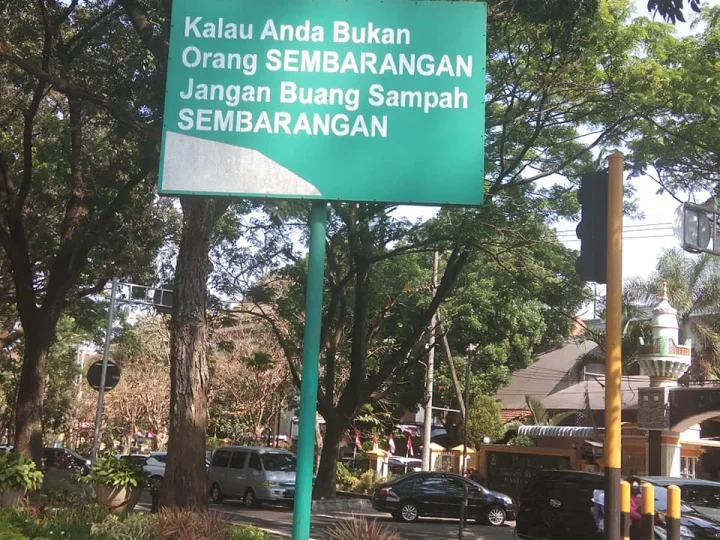 Kalau Anda Bukan
Orang SEMBARANGAN
Jangan Buang Sampah
SEMBARANGAN